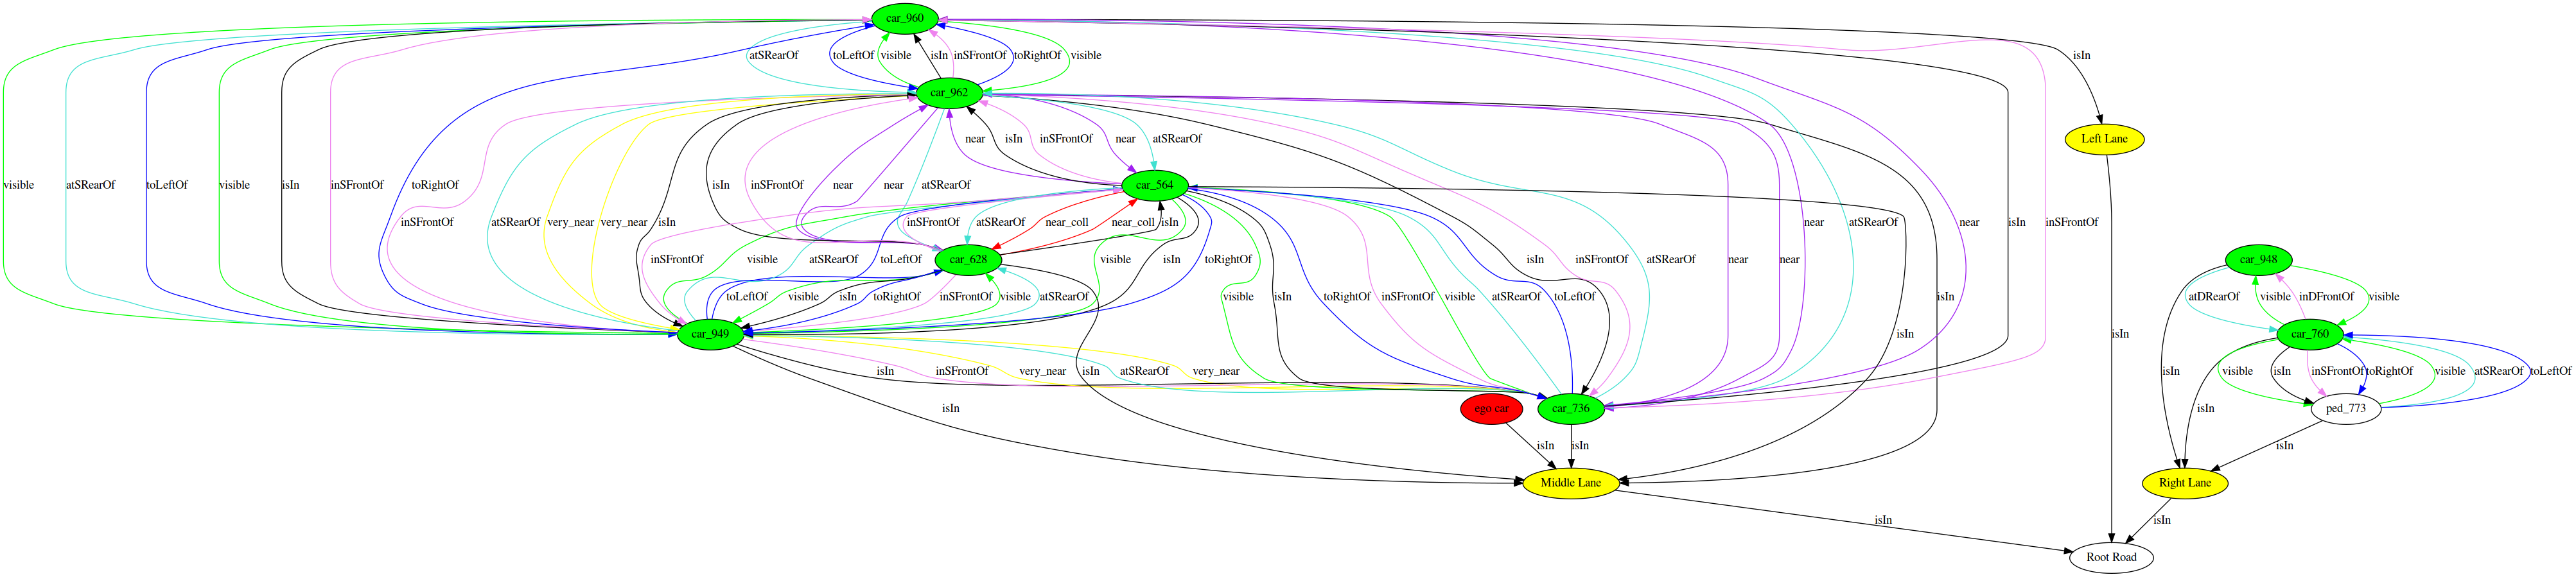 car_960
atSRearOf toLeftOf visible isIn inSFrontOf toRightOf visible isIn
car_962
near isIn inSFrontOf near atSRearOf Left Lane
visible atSRearOf toLeftOf visible isIn inSFrontOf toRightOf isIn inSFrontOf near near atSRearOf car_564
inSFrontOf atSRearOf very_near very_near isIn inSFrontOf atSRearOf near_coll near_coll isIn near near atSRearOf near isIn inSFrontOf
inSFrontOf visible atSRearOf toLeftOf car_628 visible isIn toRightOf isIn inSFrontOf atSRearOf car_948
toLeftOf visible isIn toRightOf inSFrontOf visible atSRearOf visible isIn toRightOf inSFrontOf visible atSRearOf toLeftOf isIn atDRearOf visible inDFrontOf visible
car_949 isIn isIn car_760
isIn inSFrontOf very_near isIn atSRearOf very_near isIn visible isIn inSFrontOf toRightOf visible atSRearOf toLeftOf
isIn ego car car_736 isIn ped_773
isIn isIn isIn
Middle Lane Right Lane
isIn isIn
Root Road